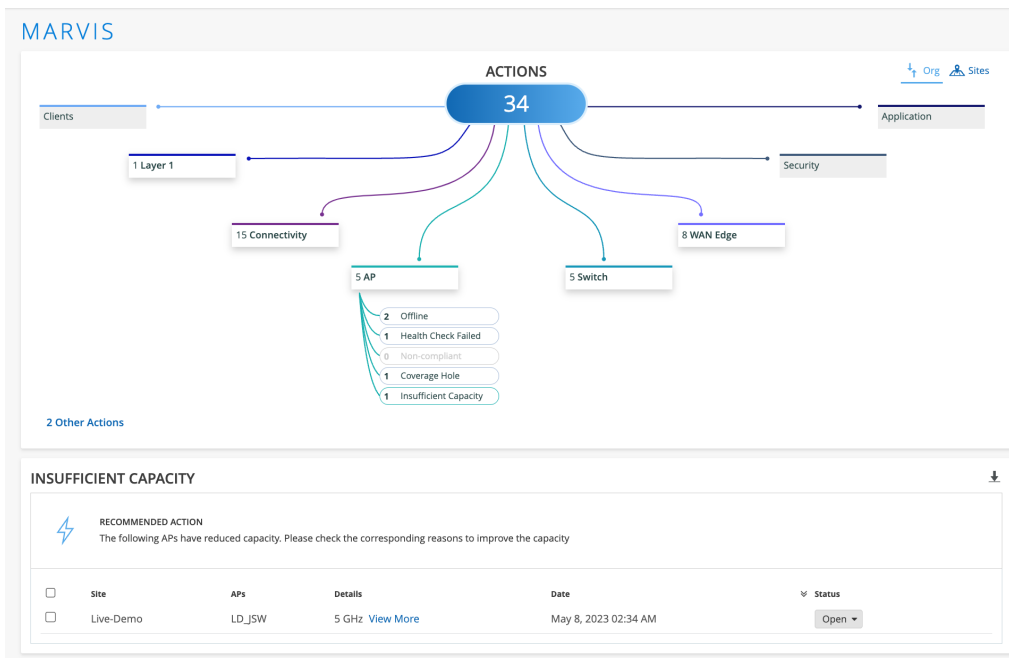 MARVIS
ACTIONS
34
Org Sites
Clients
Application
1 Layer 1
Security
15 Connectivity
8 WAN Edge
5 AP
5 Switch
2 Offline
1 Health Check Failed
0 Non-compliant
1 Coverage Hole
1 Insufficient Capacity
2 Other Actions
INSUFFICIENT CAPACITY
RECOMMENDED ACTION
The following APs have reduced capacity. Please check the corresponding reasons to improve the capacity
Site APs Details Date Status
Live-Demo LD_JSW 5 GHz View More May 8, 2023 02:34 AM Open